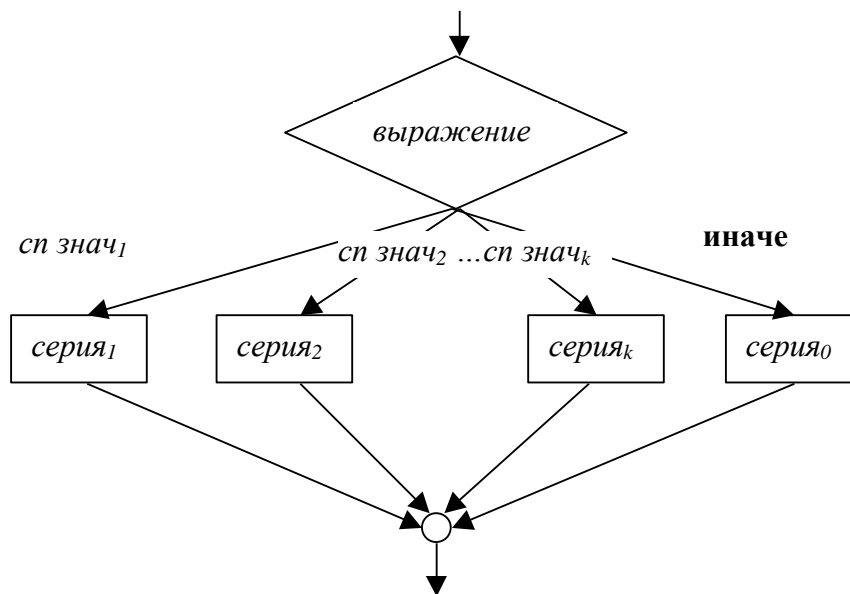 выражение
сп знач₁
сп знач₂ ...сп значₖ
иначе
серия₁
серия₂
серияₖ
серия₀